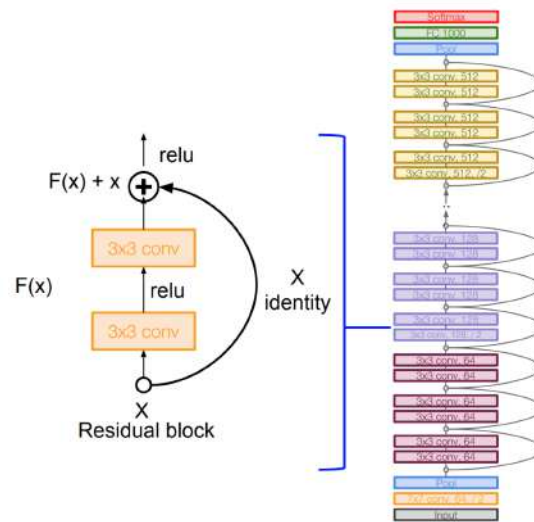 relu
F(x) + x
3x3 conv
F(x)
relu
3x3 conv
X
identity
X
Residual block
Softmax
FC 1000
Pool
3x3 conv, 512
3x3 conv, 512
3x3 conv, 512
3x3 conv, 512
3x3 conv, 512
3x3 conv, 512, /2
..
3x3 conv, 128
3x3 conv, 128
3x3 conv, 128
3x3 conv, 128
3x3 conv, 128
3x3 conv, 128, / 2
3x3 conv, 64
3x3 conv, 64
3x3 conv, 64
3x3 conv, 64
3x3 conv, 64
3x3 conv, 64
Pool
7x7 conv, 64, / 2
Input